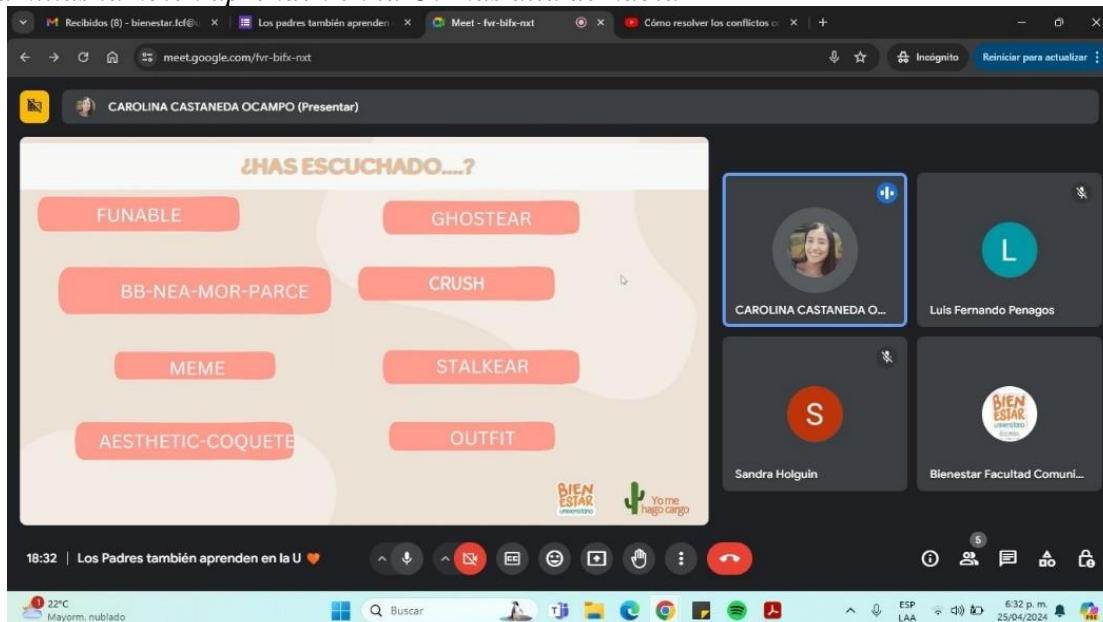 Recibidos (8) - bienestar.fcf@u
Los padres también aprenden
Meet - fvr-bifx-nxt
Cómo resolver los conflictos c
meet.google.com/fvr-bifx-nxt
Incógnito
Reiniciar para actualizar
CAROLINA CASTANEDA OCAMPO (Presentar)
¿HAS ESCUCHADO....?
FUNABLE
GHOSTEAR
BB-NEA-MOR-PARCE
CRUSH
MEME
STALKEAR
AESTHETIC-COQUETE
OUTFIT
BIEN
ESTAR
universitario
Yo me
hago cargo
CAROLINA CASTANEDA O...
L
Luis Fernando Penagos
S
Sandra Holguin
BIEN
ESTAR
universitario
Bienestar Facultad Comuni...
18:32 | Los Padres también aprenden en la U
5
22°C
Mayorm. nublado
Buscar
ESP
LAA
6:32 p. m.
25/04/2024